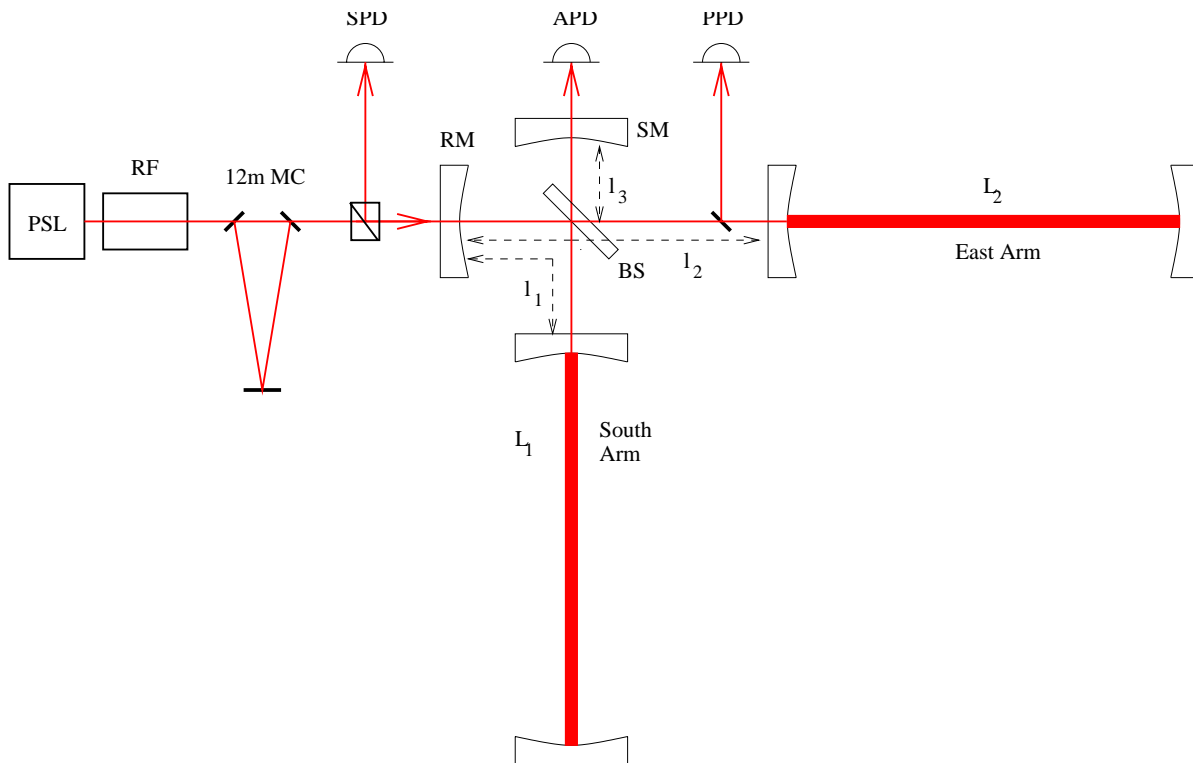 SPD
APD
PPD
RM
SM
RF
12m MC
PSL
l3
L2
East Arm
BS
l2
l1
L1
South
Arm